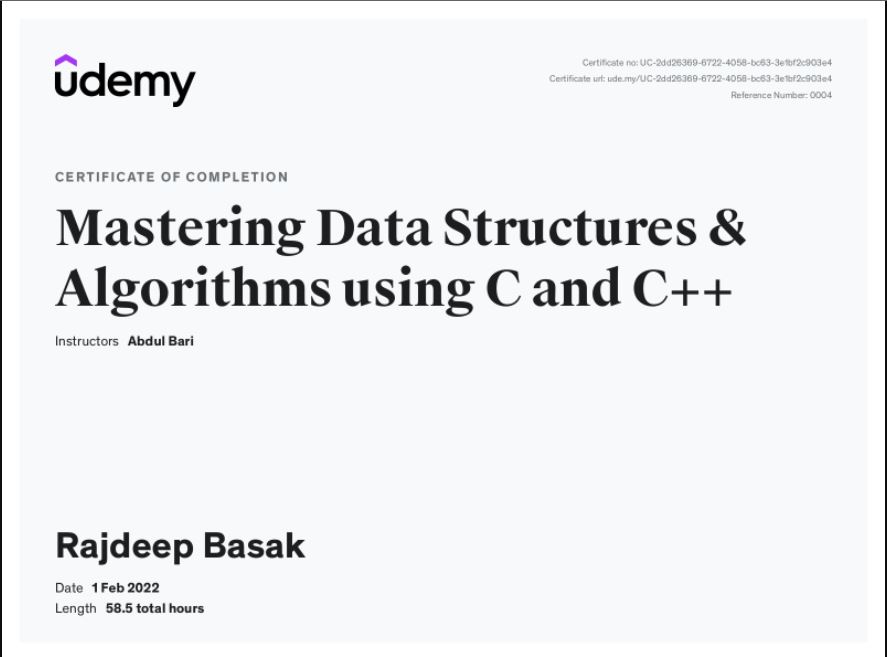 udemy
Certificate no: UC-2dd26369-6722-4058-bc63-3e1bf2c903e4
Certificate url: ude.my/UC-2dd26369-6722-4058-bc63-3e1bf2c903e4
Reference Number: 0004
CERTIFICATE OF COMPLETION
Mastering Data Structures &
Algorithms using C and C++
Instructors Abdul Bari
Rajdeep Basak
Date 1 Feb 2022
Length 58.5 total hours